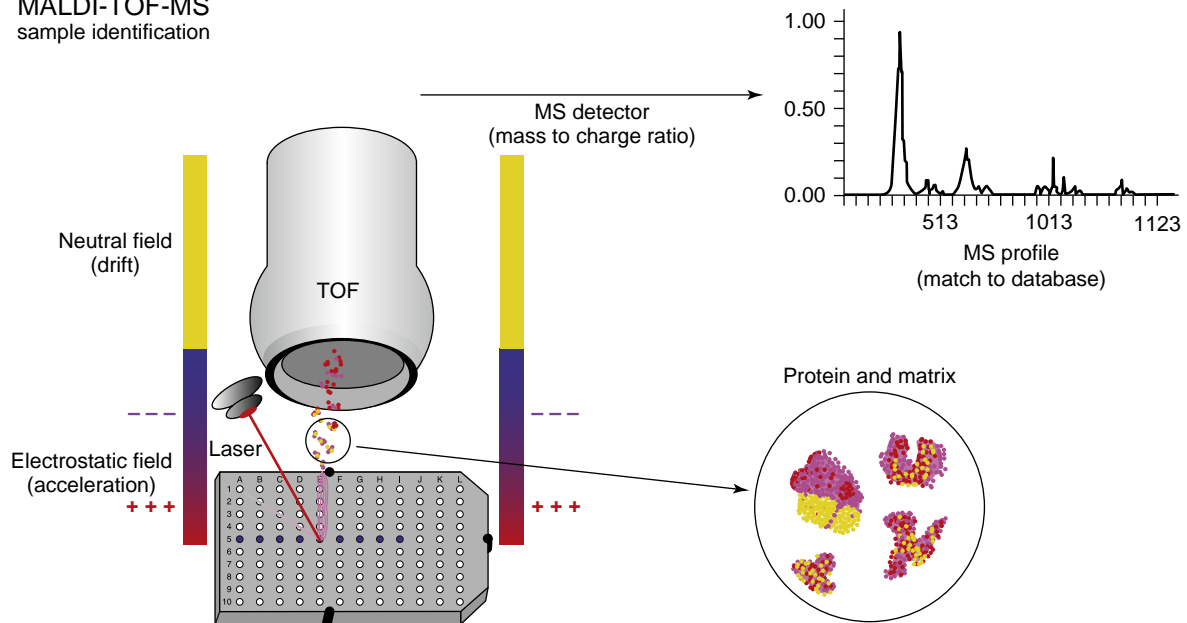 MALDI-TOF-MS
sample identification
1.00
0.50
0.00
513
1013
1123
MS profile
(match to database)
MS detector
(mass to charge ratio)
Neutral field
(drift)
TOF
Protein and matrix
– – –
– – –
Laser
Electrostatic field
(acceleration)
+ + +
+ + +
A B C D E F G H I J K L
1
2
3
4
5
6
7
8
9
10